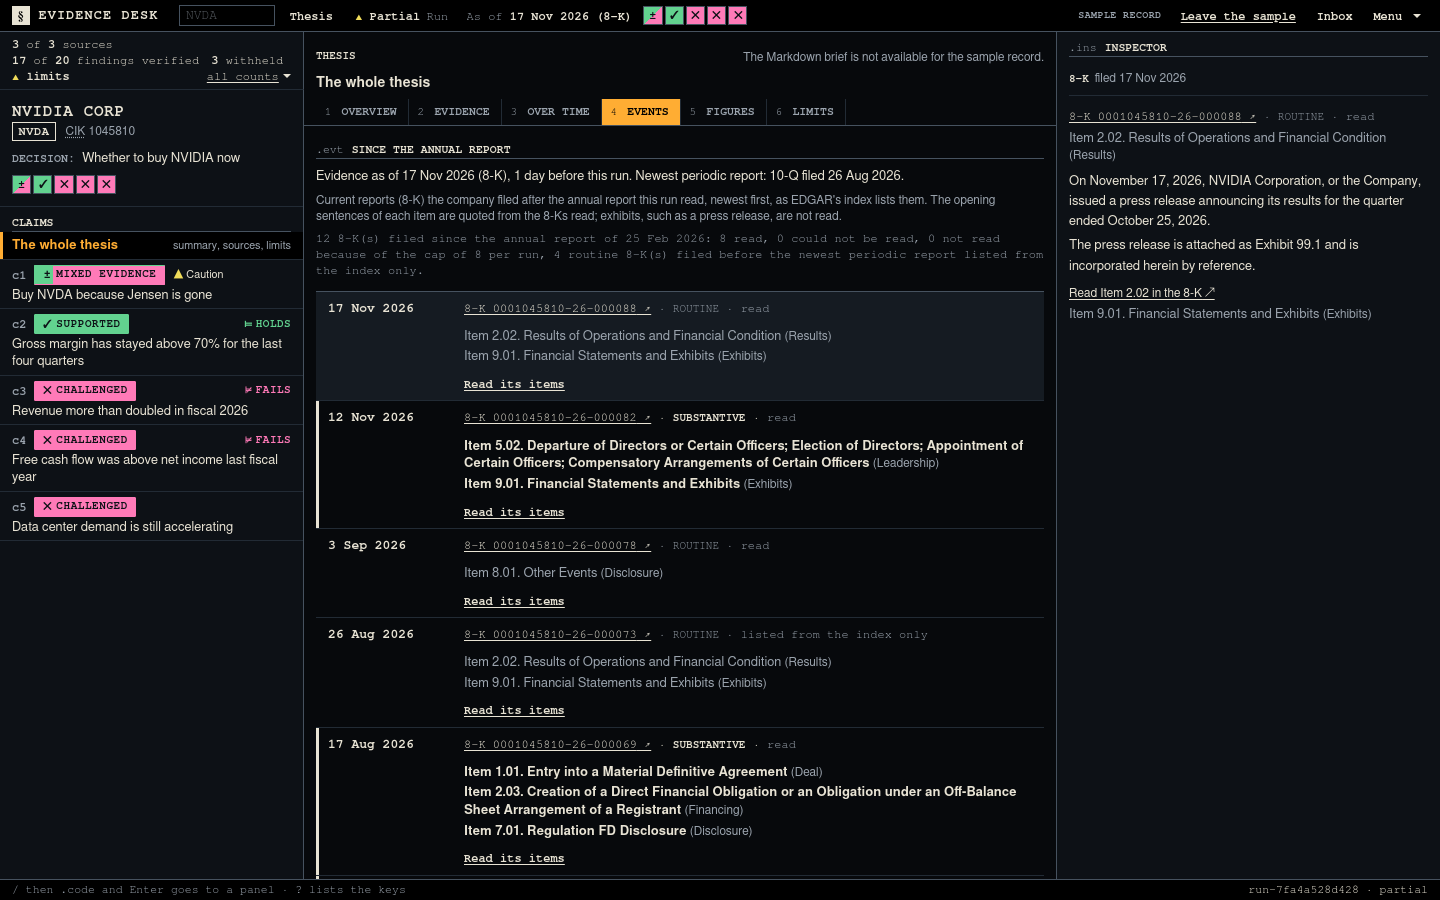 § EVIDENCE DESK NVDA Thesis ▲ Partial Run As of 17 Nov 2026 (8-K) ± ✓ ✕ ✕ ✕ SAMPLE RECORD Leave the sample Inbox Menu
3 of 3 sources
17 of 20 findings verified 3 withheld
▲ limits all counts
NVIDIA CORP
NVDA CIK 1045810
DECISION: Whether to buy NVIDIA now
± ✓ ✕ ✕ ✕
CLAIMS
The whole thesis summary, sources, limits
c1 ± MIXED EVIDENCE ▲ Caution
Buy NVDA because Jensen is gone
c2 ✓ SUPPORTED ⊨ HOLDS
Gross margin has stayed above 70% for the last
four quarters
c3 ✕ CHALLENGED ⊭ FAILS
Revenue more than doubled in fiscal 2026
c4 ✕ CHALLENGED ⊭ FAILS
Free cash flow was above net income last fiscal
year
c5 ✕ CHALLENGED
Data center demand is still accelerating
THESIS The Markdown brief is not available for the sample record.
The whole thesis
1 OVERVIEW 2 EVIDENCE 3 OVER TIME 4 EVENTS 5 FIGURES 6 LIMITS
.evt SINCE THE ANNUAL REPORT
Evidence as of 17 Nov 2026 (8-K), 1 day before this run. Newest periodic report: 10-Q filed 26 Aug 2026.
Current reports (8-K) the company filed after the annual report this run read, newest first, as EDGAR's index lists them. The opening
sentences of each item are quoted from the 8-Ks read; exhibits, such as a press release, are not read.
12 8-K(s) filed since the annual report of 25 Feb 2026: 8 read, 0 could not be read, 0 not read
because of the cap of 8 per run, 4 routine 8-K(s) filed before the newest periodic report listed from
the index only.
17 Nov 2026 8-K 0001045810-26-000088 ↗ · ROUTINE · read
Item 2.02. Results of Operations and Financial Condition (Results)
Item 9.01. Financial Statements and Exhibits (Exhibits)
Read its items
12 Nov 2026 8-K 0001045810-26-000082 ↗ · SUBSTANTIVE · read
Item 5.02. Departure of Directors or Certain Officers; Election of Directors; Appointment of
Certain Officers; Compensatory Arrangements of Certain Officers (Leadership)
Item 9.01. Financial Statements and Exhibits (Exhibits)
Read its items
3 Sep 2026 8-K 0001045810-26-000078 ↗ · ROUTINE · read
Item 8.01. Other Events (Disclosure)
Read its items
26 Aug 2026 8-K 0001045810-26-000073 ↗ · ROUTINE · listed from the index only
Item 2.02. Results of Operations and Financial Condition (Results)
Item 9.01. Financial Statements and Exhibits (Exhibits)
Read its items
17 Aug 2026 8-K 0001045810-26-000069 ↗ · SUBSTANTIVE · read
Item 1.01. Entry into a Material Definitive Agreement (Deal)
Item 2.03. Creation of a Direct Financial Obligation or an Obligation under an Off-Balance
Sheet Arrangement of a Registrant (Financing)
Item 7.01. Regulation FD Disclosure (Disclosure)
Read its items
.ins INSPECTOR
8-K filed 17 Nov 2026
8-K 0001045810-26-000088 ↗ · ROUTINE · read
Item 2.02. Results of Operations and Financial Condition
(Results)
On November 17, 2026, NVIDIA Corporation, or the Company,
issued a press release announcing its results for the quarter
ended October 25, 2026.
The press release is attached as Exhibit 99.1 and is
incorporated herein by reference.
Read Item 2.02 in the 8-K ↗
Item 9.01. Financial Statements and Exhibits (Exhibits)
/ then .code and Enter goes to a panel · ? lists the keys run-7fa4a528d428 · partial